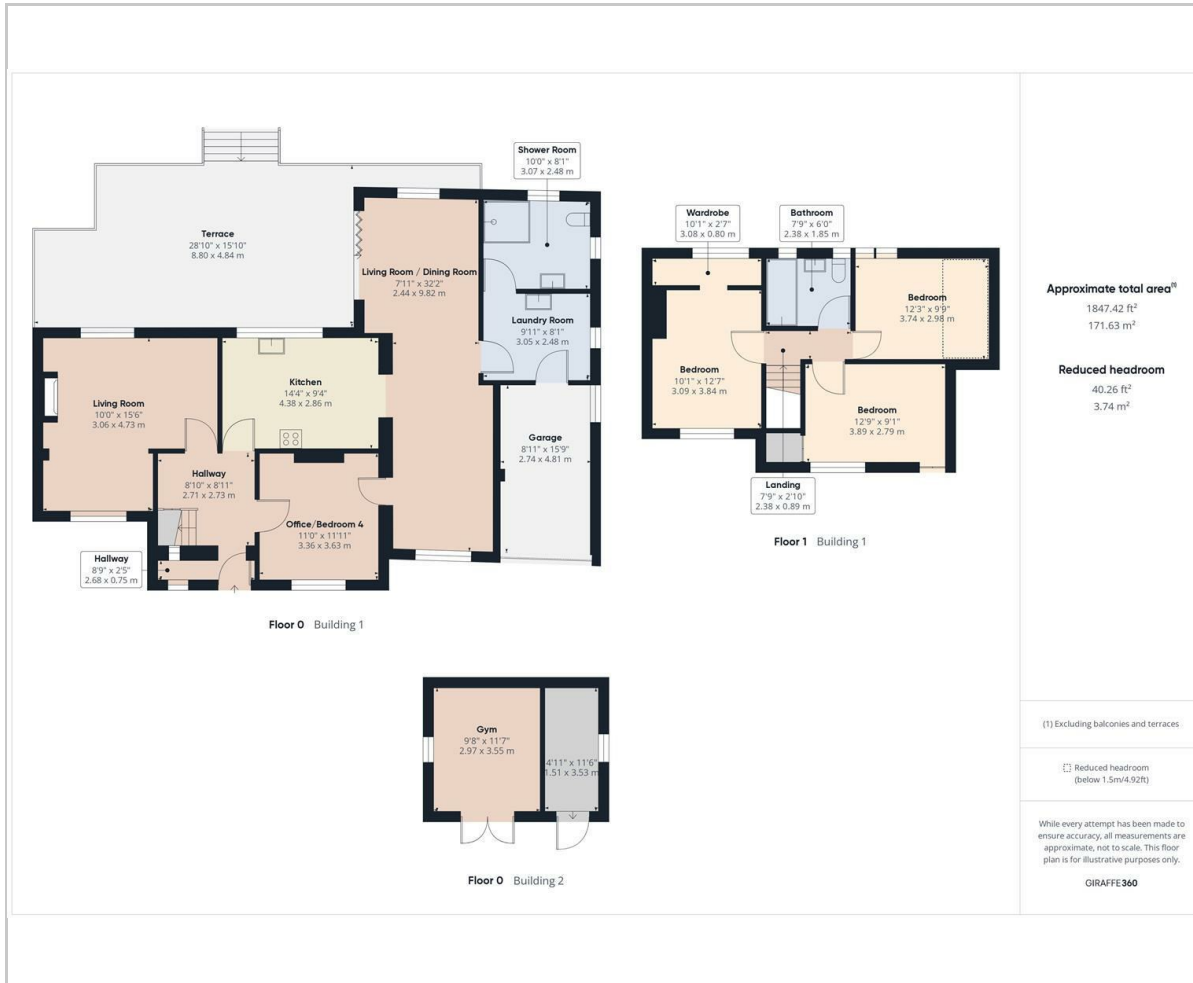 Shower Room
10'0" x 8'1"
3.07 x 2.48 m
Terrace
28'10" x 15'10"
8.80 x 4.84 m
Living Room / Dining Room
7'11" x 32'2"
2.44 x 9.82 m
Laundry Room
9'11" x 8'1"
3.05 x 2.48 m
Living Room
10'0" x 15'6"
3.06 x 4.73 m
Kitchen
14'4" x 9'4"
4.38 x 2.86 m
Garage
8'11" x 15'9"
2.74 x 4.81 m
Hallway
8'10" x 8'11"
2.71 x 2.73 m
Office/Bedroom 4
11'0" x 11'11"
3.36 x 3.63 m
Hallway
8'9" x 2'5"
2.68 x 0.75 m
Floor 0 Building 1
Wardrobe
10'1" x 2'7"
3.08 x 0.80 m
Bathroom
7'9" x 6'0"
2.38 x 1.85 m
Bedroom
12'3" x 9'9"
3.74 x 2.98 m
Bedroom
10'1" x 12'7"
3.09 x 3.84 m
Bedroom
12'9" x 9'1"
3.89 x 2.79 m
Landing
7'9" x 2'10"
2.38 x 0.89 m
Floor 1 Building 1
Gym
9'8" x 11'7"
2.97 x 3.55 m
4'11" x 11'6"
1.51 x 3.53 m
Floor 0 Building 2
Approximate total area(1)
1847.42 ft²
171.63 m²
Reduced headroom
40.26 ft²
3.74 m²
(1) Excluding balconies and terraces
Reduced headroom
(below 1.5m/4.92ft)
While every attempt has been made to
ensure accuracy, all measurements are
approximate, not to scale. This floor
plan is for illustrative purposes only.
GIRAFFE360